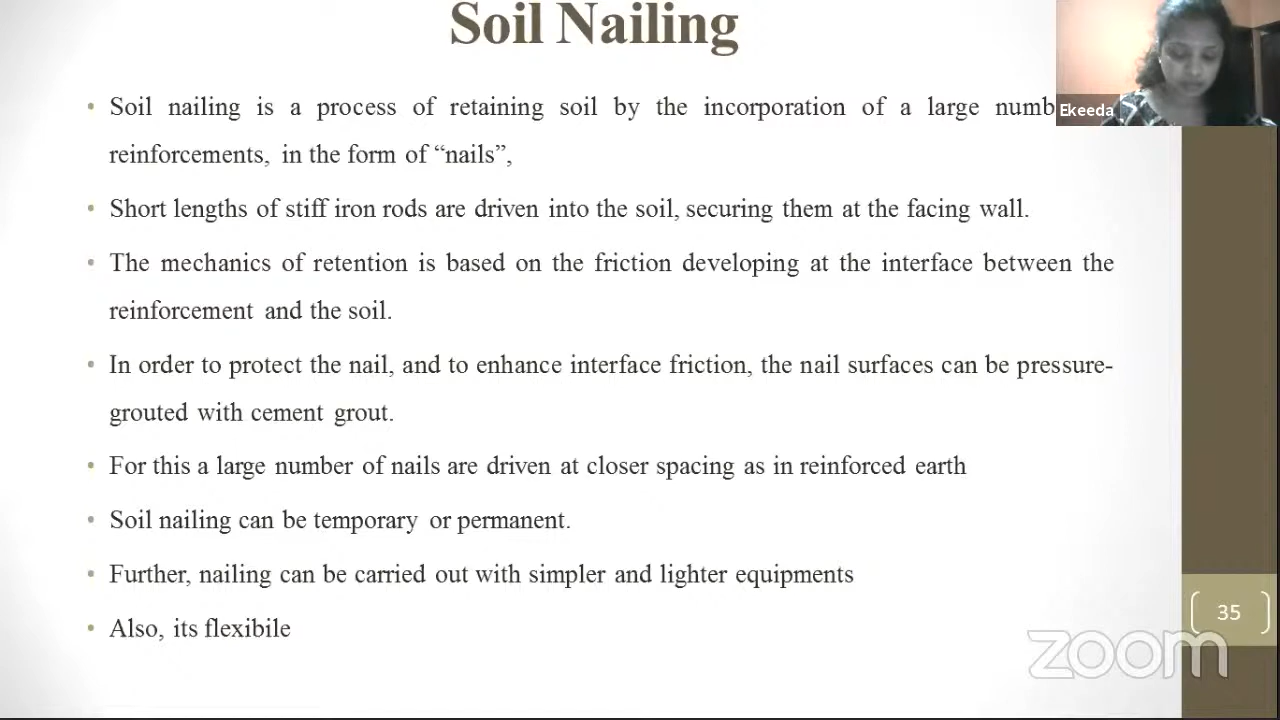 Soil Nailing
• Soil nailing is a process of retaining soil by the incorporation of a large numb
Ekeeda
reinforcements, in the form of “nails”,
• Short lengths of stiff iron rods are driven into the soil, securing them at the facing wall.
• The mechanics of retention is based on the friction developing at the interface between the
reinforcement and the soil.
• In order to protect the nail, and to enhance interface friction, the nail surfaces can be pressure-
grouted with cement grout.
• For this a large number of nails are driven at closer spacing as in reinforced earth
• Soil nailing can be temporary or permanent.
• Further, nailing can be carried out with simpler and lighter equipments
• Also, its flexibile
35
zoom